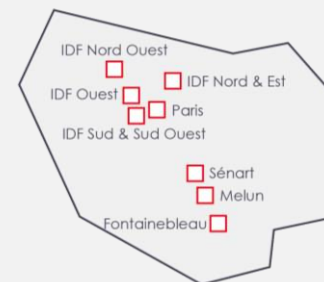 IDF Nord Ouest
IDF Nord & Est
IDF Ouest
Paris
IDF Sud & Sud Ouest
Sénart
Melun
Fontainebleau